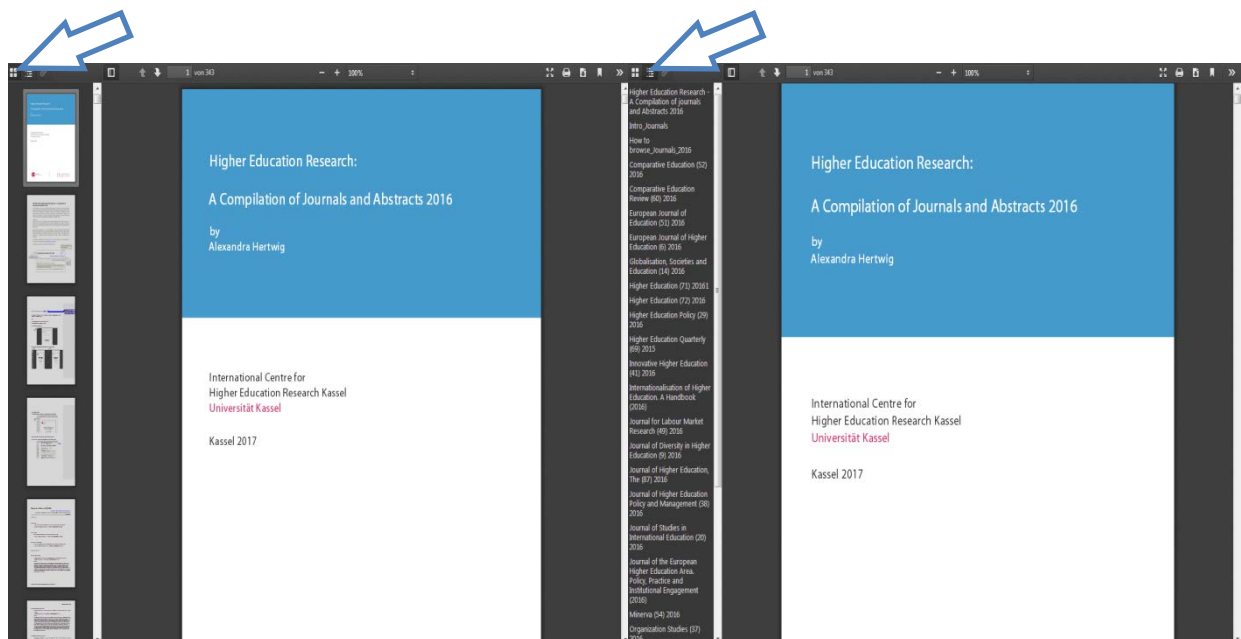 1 von 343
100%
Higher Education Research:
A Compilation of Journals and Abstracts 2016
by
Alexandra Hertwig
International Centre for
Higher Education Research Kassel
Universität Kassel
Kassel 2017
Higher Education Research -
A Compilation of journals
and Abstracts 2016
Intro_Journals
How to
browse_Journals_2016
Comparative Education (52)
2016
Comparative Education
Review (60) 2016
European Journal of
Education (51) 2016
European Journal of Higher
Education (6) 2016
Globalisation, Societies and
Education (14) 2016
Higher Education (71) 20161
Higher Education (72) 2016
Higher Education Policy (29)
2016
Higher Education Quarterly
(69) 2015
Innovative Higher Education
(41) 2016
Internationalisation of Higher
Education. A Handbook
(2016)
Journal for Labour Market
Research (49) 2016
Journal of Diversity in Higher
Education (9) 2016
Journal of Higher Education,
The (87) 2016
Journal of Higher Education
Policy and Management (38)
2016
Journal of Studies in
International Education (20)
2016
Journal of the European
Higher Education Area.
Policy, Practice and
Institutional Engagement
(2016)
Minerva (54) 2016
Organization Studies (37)
2016
1 von 343
100%
Higher Education Research:
A Compilation of Journals and Abstracts 2016
by
Alexandra Hertwig
International Centre for
Higher Education Research Kassel
Universität Kassel
Kassel 2017